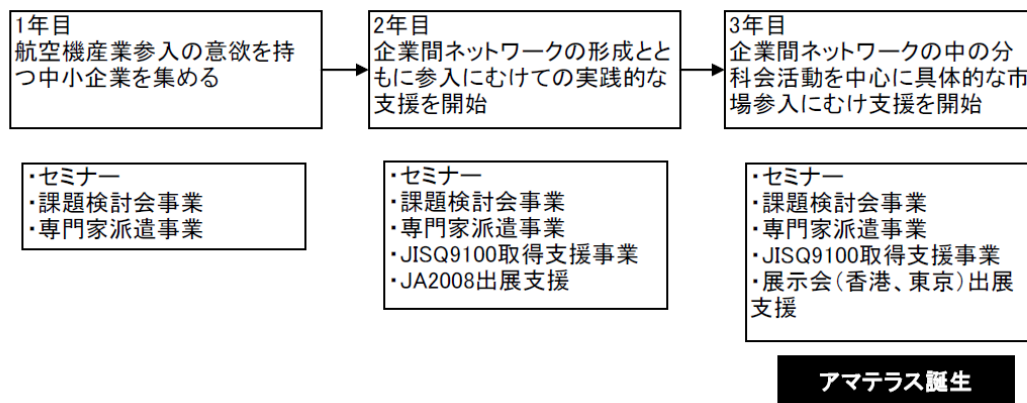 1年目
航空機産業参入の意欲を持
つ中小企業を集める
2年目
企業間ネットワークの形成とと
もに参入にむけての実践的な
支援を開始
3年目
企業間ネットワークの中の分
科会活動を中心に具体的な市
場参入にむけ支援を開始
・セミナー
・課題検討会事業
・専門家派遣事業
・セミナー
・課題検討会事業
・専門家派遣事業
・JISQ9100取得支援事業
・JA2008出展支援
・セミナー
・課題検討会事業
・専門家派遣事業
・JISQ9100取得支援事業
・展示会（香港、東京）出展
支援
アマテラス誕生